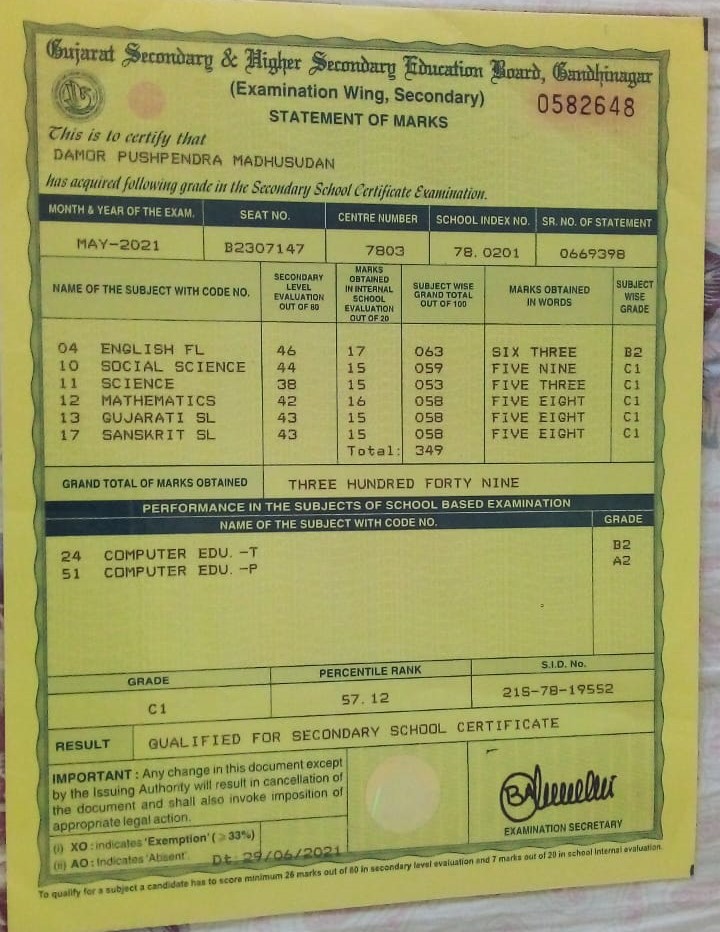 Gujarat Secondary & Higher Secondary Education Board, Gandhinagar
(Examination Wing, Secondary)
0582648
STATEMENT OF MARKS
This is to certify that
DAMOR PUSHPENDRA MADHUSUDAN
has acquired following grade in the Secondary School Certificate Examination.
MONTH & YEAR OF THE EXAM. SEAT NO. CENTRE NUMBER SCHOOL INDEX NO. SR. NO. OF STATEMENT
MAY-2021 B2307147 7803 78.0201 0669398
NAME OF THE SUBJECT WITH CODE NO. SECONDARY LEVEL EVALUATION OUT OF 80 MARKS OBTAINED IN INTERNAL SCHOOL EVALUATION OUT OF 20 SUBJECT WISE GRAND TOTAL OUT OF 100 MARKS OBTAINED IN WORDS SUBJECT WISE GRADE
04 ENGLISH FL 46 17 063 SIX THREE B2
10 SOCIAL SCIENCE 44 15 059 FIVE NINE C1
11 SCIENCE 38 15 053 FIVE THREE C1
12 MATHEMATICS 42 16 058 FIVE EIGHT C1
13 GUJARATI SL 43 15 058 FIVE EIGHT C1
17 SANSKRIT SL 43 15 058 FIVE EIGHT C1
Total: 349
GRAND TOTAL OF MARKS OBTAINED THREE HUNDRED FORTY NINE
PERFORMANCE IN THE SUBJECTS OF SCHOOL BASED EXAMINATION
NAME OF THE SUBJECT WITH CODE NO. GRADE
24 COMPUTER EDU. -T B2
51 COMPUTER EDU. -P A2
GRADE PERCENTILE RANK S.I.D. No.
C1 57.12 21S-78-19552
RESULT QUALIFIED FOR SECONDARY SCHOOL CERTIFICATE
IMPORTANT : Any change in this document except
by the Issuing Authority will result in cancellation of
the document and shall also invoke imposition of
appropriate legal action.
(i) XO : indicates 'Exemption' (≥ 33%)
(ii) AO : Indicates 'Absent'
Dt: 29/06/2021
EXAMINATION SECRETARY
To qualify for a subject a candidate has to score minimum 26 marks out of 80 in secondary level evaluation and 7 marks out of 20 in school internal evaluation.